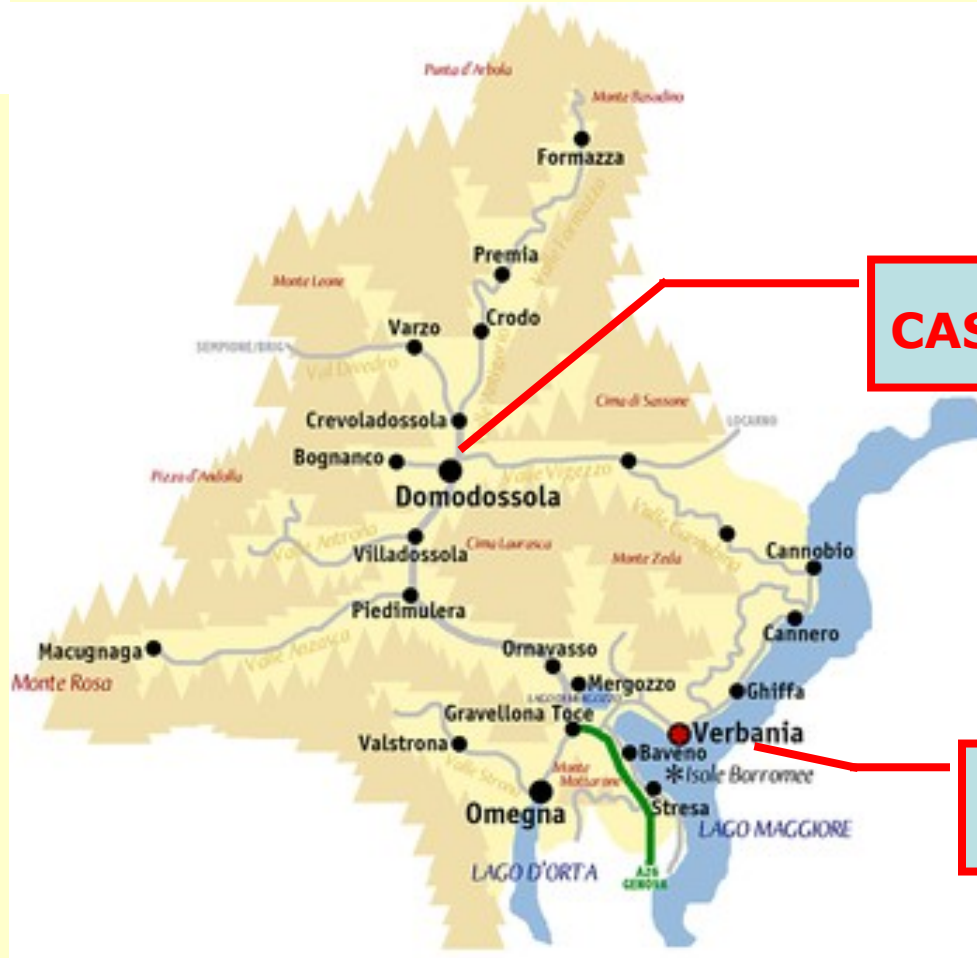 Punta d'Arbola
Monte Basodino
Formazza
Valle Formazza
Premia
Monte Leone
Crodo
Varzo
CAS
SEMPIONE/BRIG
Val Divedro
Cima di Sassone
Crevoladossola
LOCARNO
Bognanco
Valle Vigezzo
Pizzo d'Andolla
Domodossola
Valle Antrona
Villadossola
Cima Laurasca
Monte Zeda
Cannobio
Piedimulera
Cannero
Macugnaga
Valle Anzasca
Ornavasso
Monte Rosa
Mergozzo
Ghiffa
Gravellona Toce
Verbania
Valstrona
Baveno
Monte
Mottarone
*Isole Borromee
Omegna
Stresa
LAGO MAGGIORE
LAGO D'ORTA
A26
GENOVA